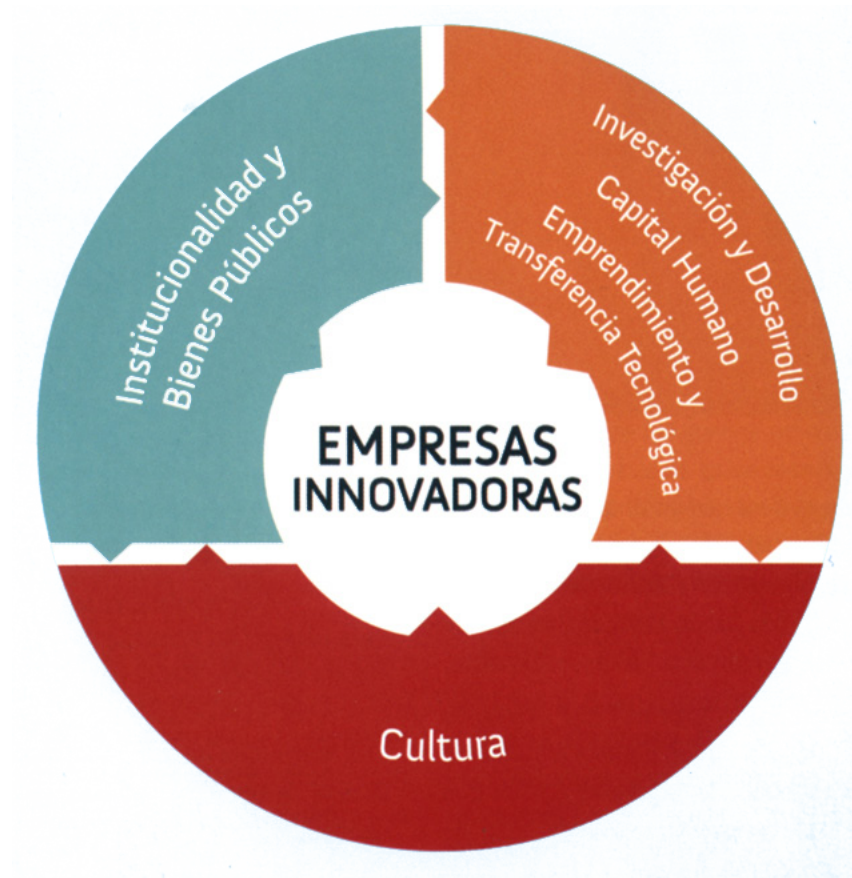 Institucionalidad y
Bienes Públicos
Investigación y Desarrollo
Capital Humano
Emprendimiento y
Transferencia Tecnológica
EMPRESAS
INNOVADORAS
Cultura